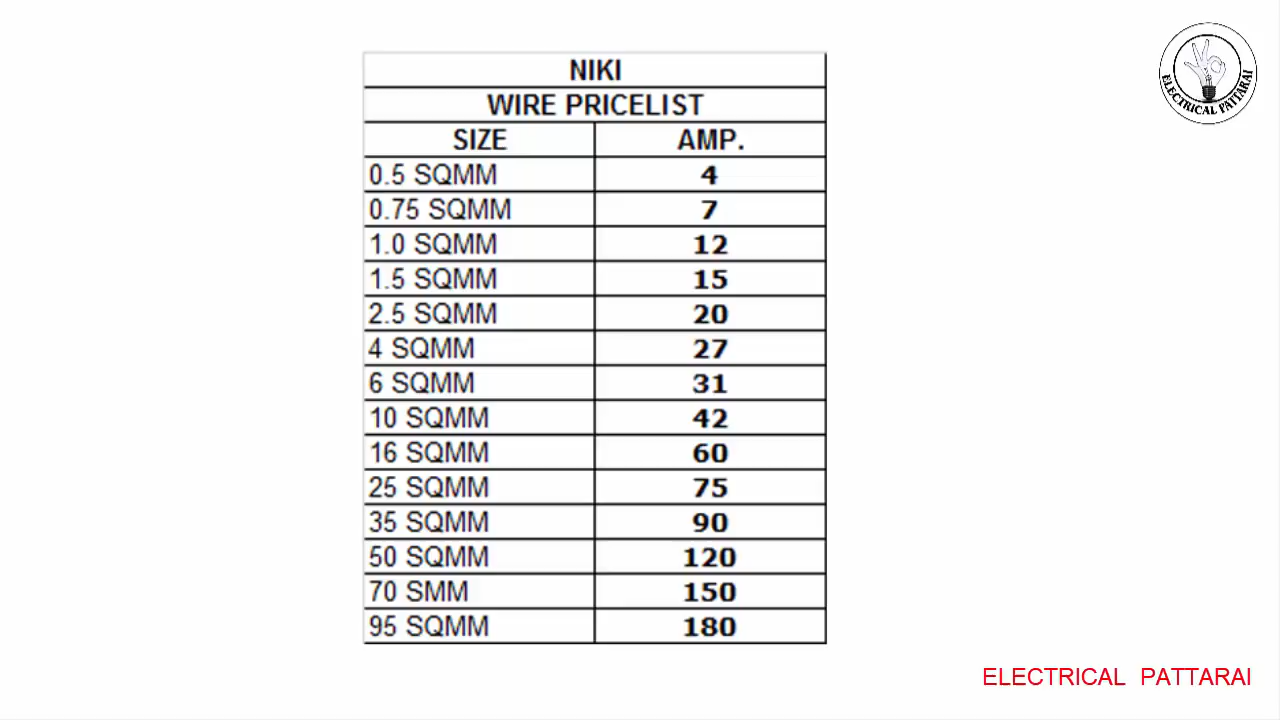 NIKI
WIRE PRICELIST
SIZE AMP.
0.5 SQMM 4
0.75 SQMM 7
1.0 SQMM 12
1.5 SQMM 15
2.5 SQMM 20
4 SQMM 27
6 SQMM 31
10 SQMM 42
16 SQMM 60
25 SQMM 75
35 SQMM 90
50 SQMM 120
70 SMM 150
95 SQMM 180
ELECTRICAL PATTARAI
ELECTRICAL PATTARAI